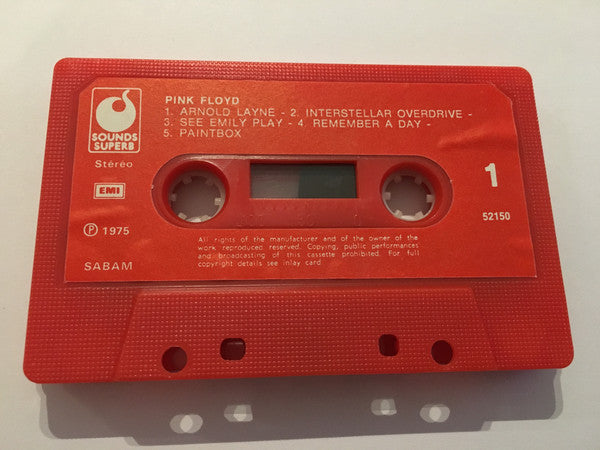 SOUNDS
SUPERB
Stéréo
EMI
Ⓟ 1975
SABAM
PINK FLOYD
1. ARNOLD LAYNE - 2. INTERSTELLAR OVERDRIVE -
3. SEE EMILY PLAY - 4. REMEMBER A DAY -
5. PAINTBOX
1
52150
All rights of the manufacturer and of the owner of the
work reproduced reserved. Copying, public performances
and broadcasting of this cassette prohibited. For full
copyright details see inlay card